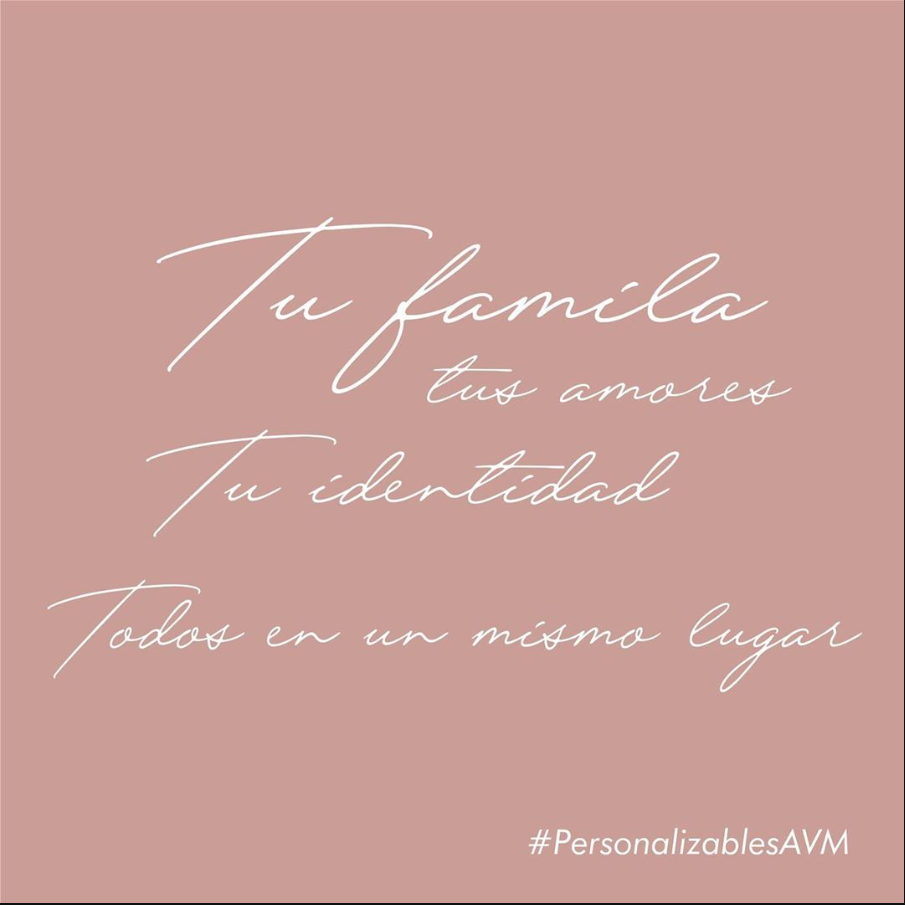 Tu famila
tus amores
Tu identidad
Todos en un mismo lugar
#PersonalizablesAVM